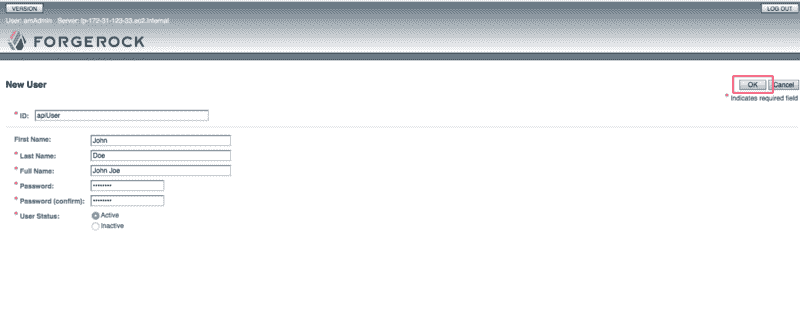 VERSION LOG OUT
User: amAdmin Server: ip-172-31-123-33.ec2.internal
FORGEROCK
New User OK Cancel
* Indicates required field
* ID: apiUser
First Name: John
* Last Name: Doe
* Full Name: John Joe
* Password: ••••••••
* Password (confirm): ••••••••
* User Status: Active
Inactive